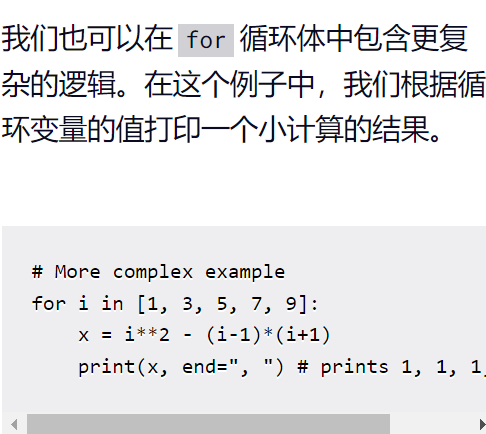 我们也可以在 for 循环体中包含更复
杂的逻辑。在这个例子中，我们根据循
环变量的值打印一个小计算的结果。
# More complex example
for i in [1, 3, 5, 7, 9]:
    x = i**2 - (i-1)*(i+1)
    print(x, end=", ") # prints 1, 1, 1,